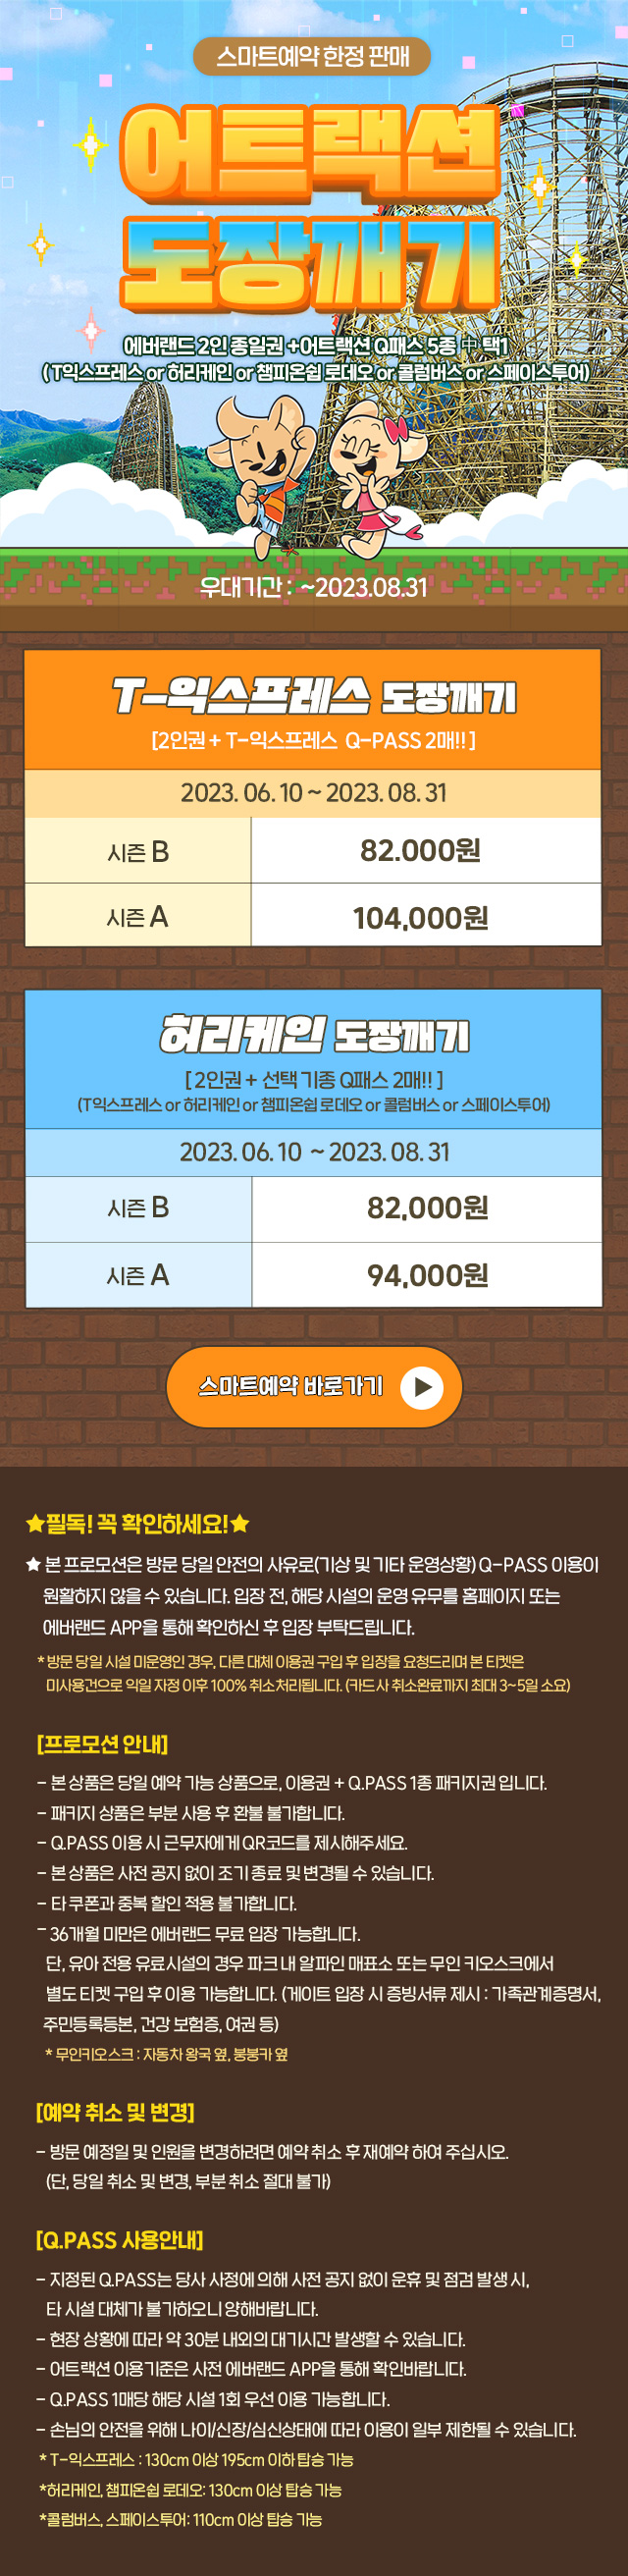 스마트예약 한정 판매
어트랙션
도장깨기
에버랜드 2인 종일권 +어트랙션 Q패스 5종 中 택1
(T익스프레스 or 허리케인 or 챔피온쉽 로데오 or 콜럼버스 or 스페이스투어)
우대기간 : ~2023.08.31
T-익스프레스 도장깨기
[2인권 + T-익스프레스 Q-PASS 2매!! ]
2023. 06. 10 ~ 2023. 08. 31
시즌 B 82.000원
시즌 A 104,000원
허리케인 도장깨기
[ 2인권 + 선택 기종 Q패스 2매!! ]
(T익스프레스 or 허리케인 or 챔피온쉽 로데오 or 콜럼버스 or 스페이스투어)
2023. 06. 10 ~ 2023. 08. 31
시즌 B 82,000원
시즌 A 94,000원
스마트예약 바로가기
★필독! 꼭 확인하세요!★
★ 본 프로모션은 방문 당일 안전의 사유로(기상 및 기타 운영상황) Q-PASS 이용이
원활하지 않을 수 있습니다. 입장 전, 해당 시설의 운영 유무를 홈페이지 또는
에버랜드 APP을 통해 확인하신 후 입장 부탁드립니다.
* 방문 당일 시설 미운영인 경우, 다른 대체 이용권 구입 후 입장을 요청드리며 본 티켓은
미사용건으로 익일 자정 이후 100% 취소처리됩니다. (카드사 취소완료까지 최대 3~5일 소요)
[프로모션 안내]
- 본 상품은 당일 예약 가능 상품으로, 이용권 + Q.PASS 1종 패키지권 입니다.
- 패키지 상품은 부분 사용 후 환불 불가합니다.
- Q.PASS 이용 시 근무자에게 QR코드를 제시해주세요.
- 본 상품은 사전 공지 없이 조기 종료 및 변경될 수 있습니다.
- 타 쿠폰과 중복 할인 적용 불가합니다.
- 36개월 미만은 에버랜드 무료 입장 가능합니다.
단, 유아 전용 유료시설의 경우 파크 내 알파인 매표소 또는 무인 키오스크에서
별도 티켓 구입 후 이용 가능합니다. (게이트 입장 시 증빙서류 제시 : 가족관계증명서,
주민등록등본, 건강 보험증, 여권 등)
* 무인키오스크 : 자동차 왕국 옆, 붕붕카 옆
[예약 취소 및 변경]
- 방문 예정일 및 인원을 변경하려면 예약 취소 후 재예약 하여 주십시오.
(단, 당일 취소 및 변경, 부분 취소 절대 불가)
[Q.PASS 사용안내]
- 지정된 Q.PASS는 당사 사정에 의해 사전 공지 없이 운휴 및 점검 발생 시,
타 시설 대체가 불가하오니 양해바랍니다.
- 현장 상황에 따라 약 30분 내외의 대기시간 발생할 수 있습니다.
- 어트랙션 이용기준은 사전 에버랜드 APP을 통해 확인바랍니다.
- Q.PASS 1매당 해당 시설 1회 우선 이용 가능합니다.
- 손님의 안전을 위해 나이/신장/심신상태에 따라 이용이 일부 제한될 수 있습니다.
* T-익스프레스 : 130cm 이상 195cm 이하 탑승 가능
*허리케인, 챔피온쉽 로데오: 130cm 이상 탑승 가능
*콜럼버스, 스페이스투어: 110cm 이상 탑승 가능